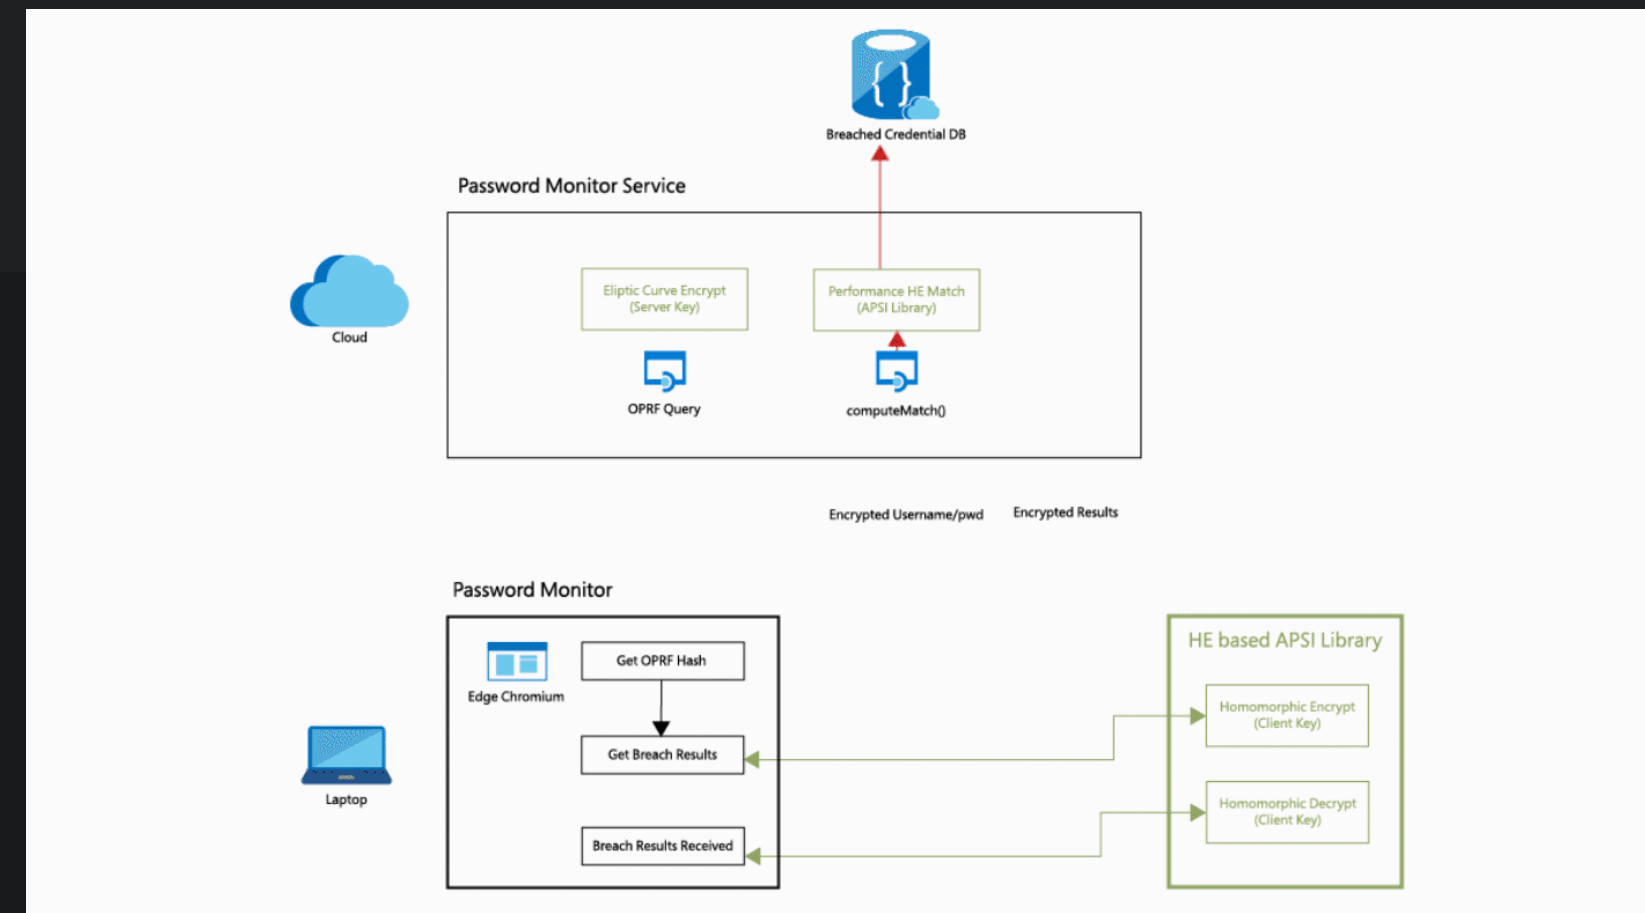 Breached Credential DB
Password Monitor Service
Eliptic Curve Encrypt
(Server Key)
Performance HE Match
(APSI Library)
Cloud
OPRF Query
computeMatch()
Encrypted Username/pwd
Encrypted Results
Password Monitor
HE based APSI Library
Get OPRF Hash
Edge Chromium
Homomorphic Encrypt
(Client Key)
Get Breach Results
Laptop
Homomorphic Decrypt
(Client Key)
Breach Results Received